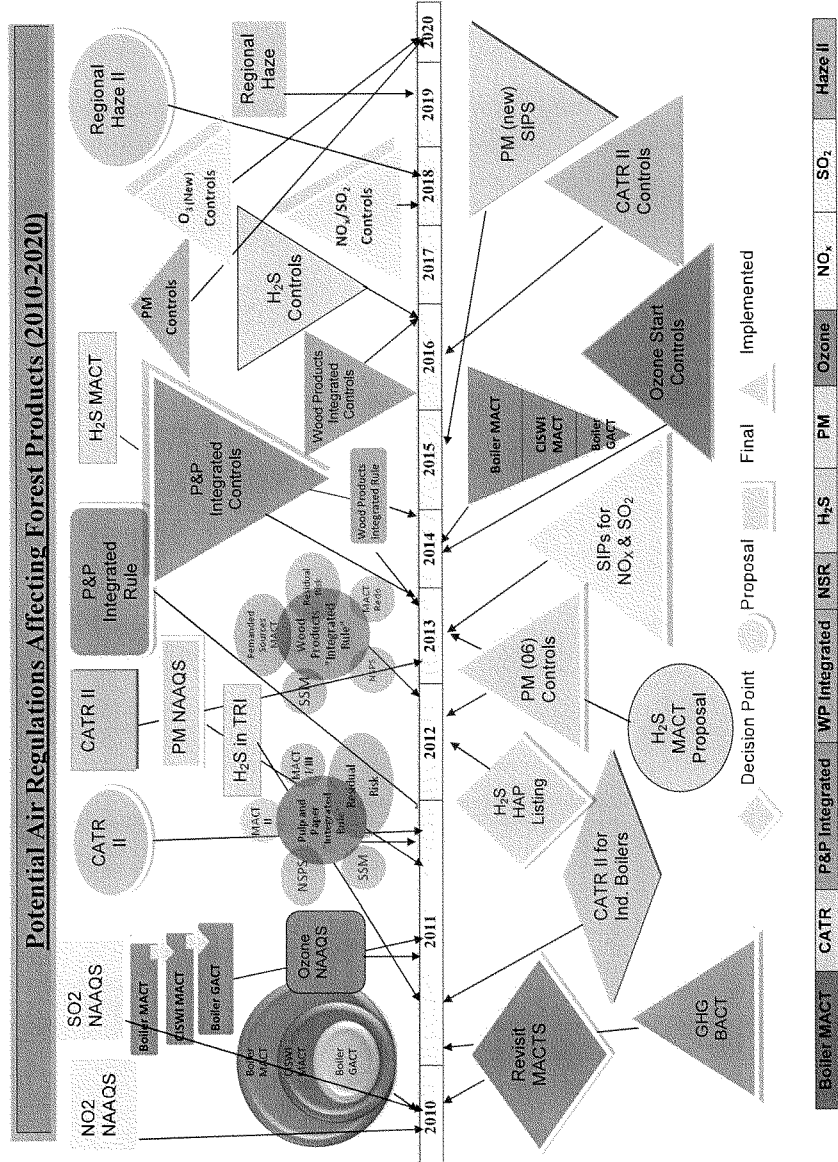 Potential Air Regulations Affecting Forest Products (2010-2020)
NO2
NAAQS
SO2
NAAQS
Boiler MACT
CISWI MACT
Boiler GACT
CATR
II
CATR II
PM NAAQS
H₂S in TRI
P&P
Integrated
Rule
H₂S MACT
P&P
Integrated
Controls
PM
Controls
O₃ (New)
Controls
Regional
Haze II
Regional
Haze
Boiler
MACT
CISWI
MACT
Boiler
GACT
Ozone
NAAQS
NSPS
MACT
II
MACT
I/III
Pulp and
Paper
Integrated
Rule
Residual
Risk
SSM
SSM
Remanded
Sources
MACT
Residual
Risk
Wood
Products
Integrated
Rule
MACT
Redo
NSPS
Wood Products
Integrated Rule
Wood Products
Integrated
Controls
H₂S
Controls
NOₓ/SO₂
Controls
2010
2011
2012
2013
2014
2015
2016
2017
2018
2019
2020
Revisit
MACTS
GHG
BACT
CATR II for
Ind. Boilers
H₂S
HAP
Listing
H₂S
MACT
Proposal
PM (06)
Controls
SIPs for
NOₓ & SO₂
Boiler MACT
CISWI
MACT
Boiler
GACT
Ozone Start
Controls
CATR II
Controls
PM (new)
SIPS
Decision Point
Proposal
Final
Implemented
Boiler MACT
CATR
P&P Integrated
WP Integrated
NSR
H₂S
PM
Ozone
NOₓ
SO₂
Haze II